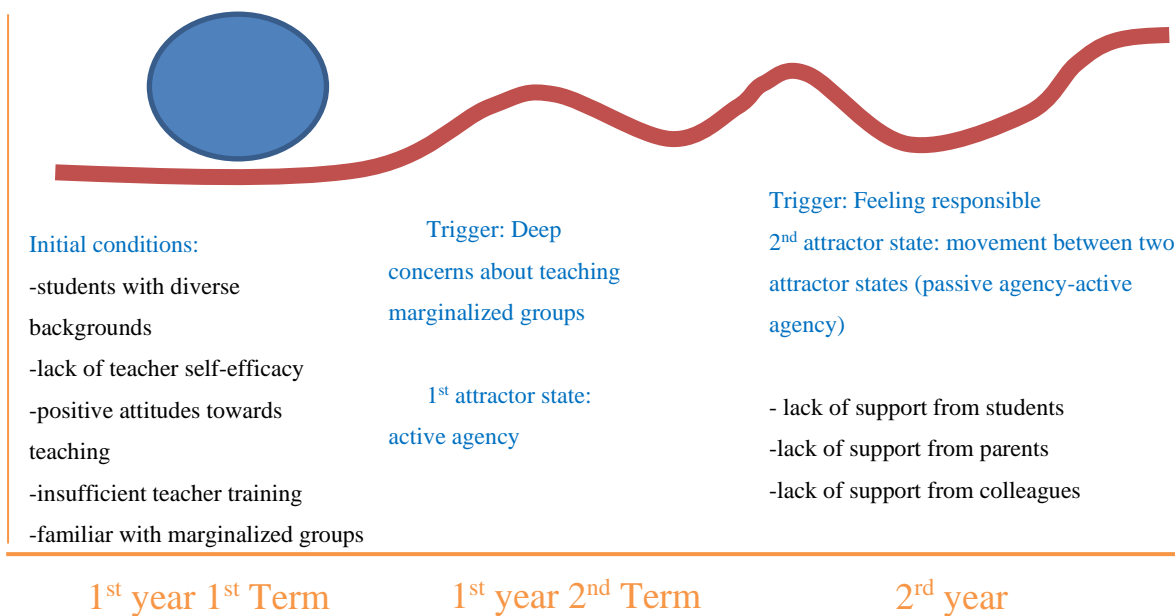 Initial conditions:
-students with diverse
backgrounds
-lack of teacher self-efficacy
-positive attitudes towards
teaching
-insufficient teacher training
-familiar with marginalized groups
Trigger: Deep
concerns about teaching
marginalized groups
1st attractor state:
active agency
Trigger: Feeling responsible
2nd attractor state: movement between two
attractor states (passive agency-active
agency)
- lack of support from students
-lack of support from parents
-lack of support from colleagues
1st year 1st Term
1st year 2nd Term
2rd year